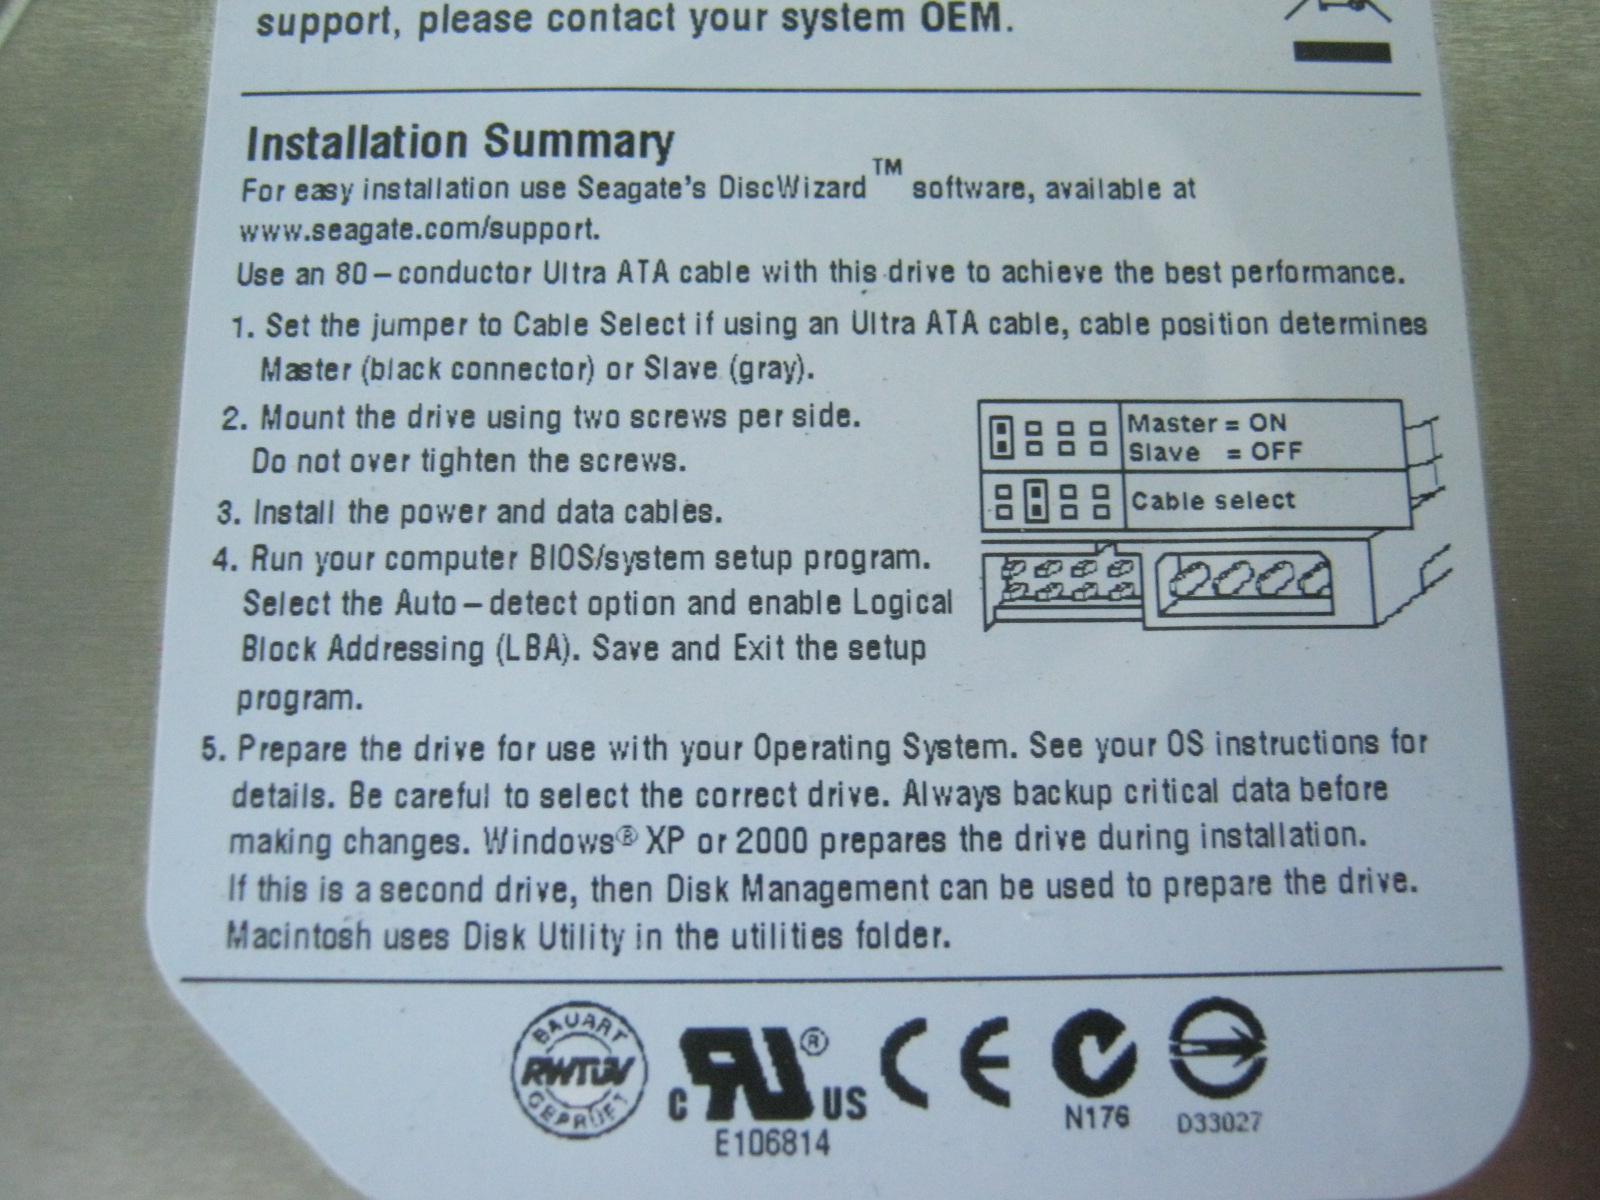 support, please contact your system OEM.
Installation Summary
For easy installation use Seagate's DiscWizard™ software, available at
www.seagate.com/support.
Use an 80-conductor Ultra ATA cable with this drive to achieve the best performance.
1. Set the jumper to Cable Select if using an Ultra ATA cable, cable position determines
Master (black connector) or Slave (gray).
2. Mount the drive using two screws per side.
Do not over tighten the screws.
3. Install the power and data cables.
4. Run your computer BIOS/system setup program.
Select the Auto-detect option and enable Logical
Block Addressing (LBA). Save and Exit the setup
program.
Master = ON
Slave = OFF
Cable select
5. Prepare the drive for use with your Operating System. See your OS instructions for
details. Be careful to select the correct drive. Always backup critical data before
making changes. Windows® XP or 2000 prepares the drive during installation.
If this is a second drive, then Disk Management can be used to prepare the drive.
Macintosh uses Disk Utility in the utilities folder.
BAUART
RWTÜV
GEPRÜFT
C RU® US
E106814
CE
N176
D33027